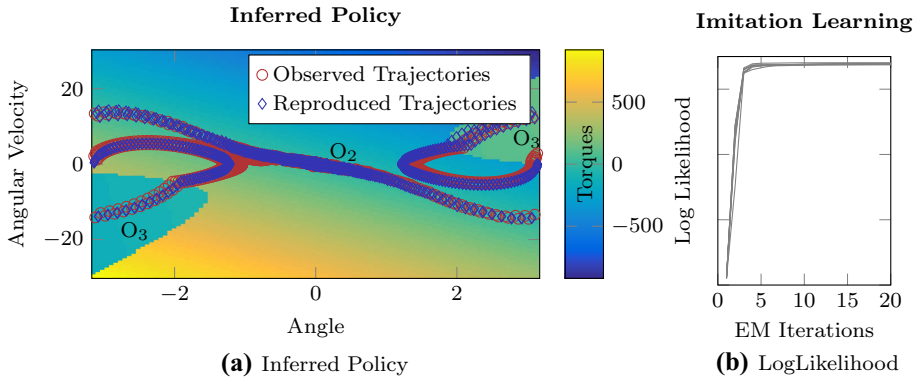 Inferred Policy
Imitation Learning
Observed Trajectories
Reproduced Trajectories
O2
O3
O3
20
0
−20
Angular Velocity
−2
0
2
Angle
500
0
−500
Torques
Log Likelihood
0
5
10
15
20
EM Iterations
(a) Inferred Policy
(b) LogLikelihood